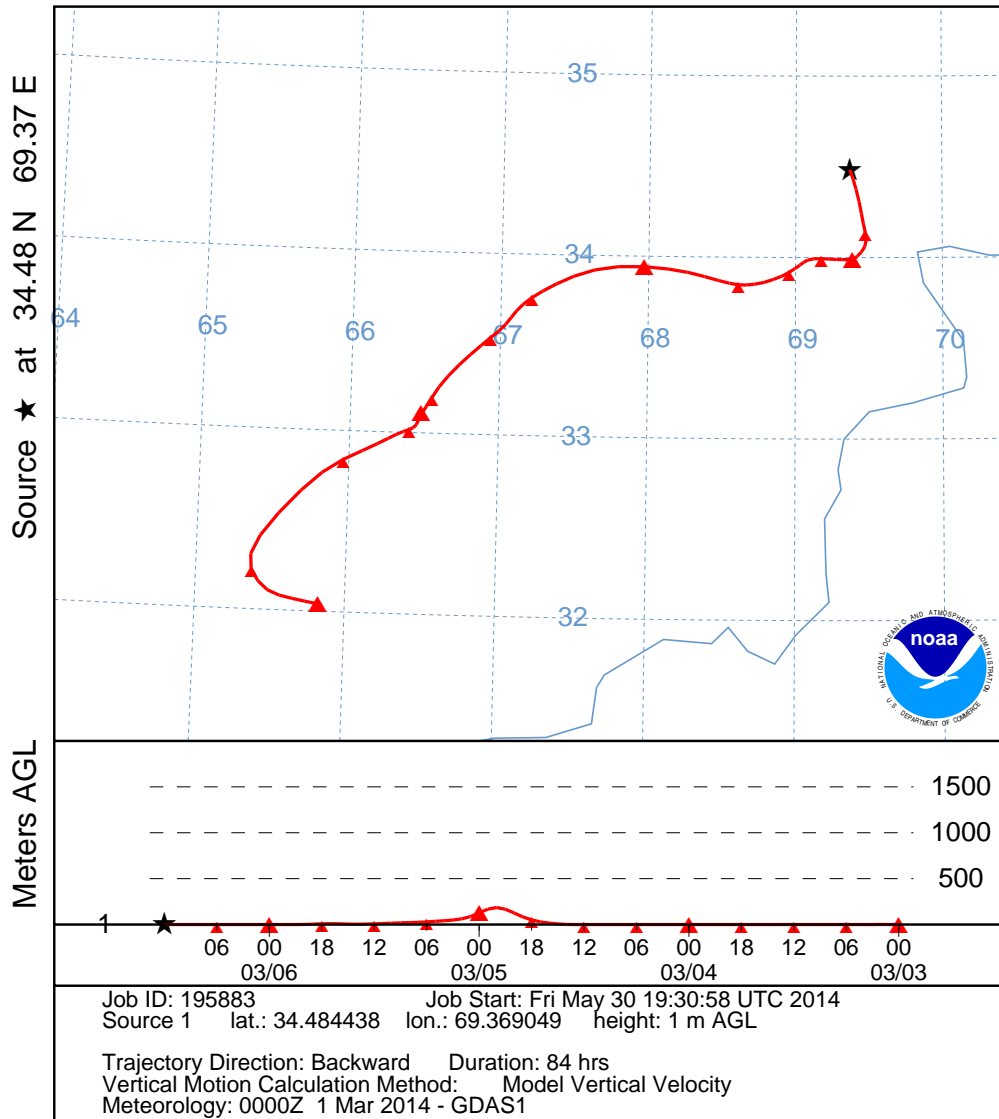 Source ★ at 34.48 N 69.37 E
35
34
64
65
66
67
68
69
70
33
32
NATIONAL OCEANIC AND ATMOSPHERIC ADMINISTRATION
noaa
U.S. DEPARTMENT OF COMMERCE
Meters AGL
1500
1000
500
1
06 00 18 12 06 00 18 12 06 00 18 12 06 00
03/06 03/05 03/04 03/03
Job ID: 195883 Job Start: Fri May 30 19:30:58 UTC 2014
Source 1 lat.: 34.484438 lon.: 69.369049 height: 1 m AGL
Trajectory Direction: Backward Duration: 84 hrs
Vertical Motion Calculation Method: Model Vertical Velocity
Meteorology: 0000Z 1 Mar 2014 - GDAS1